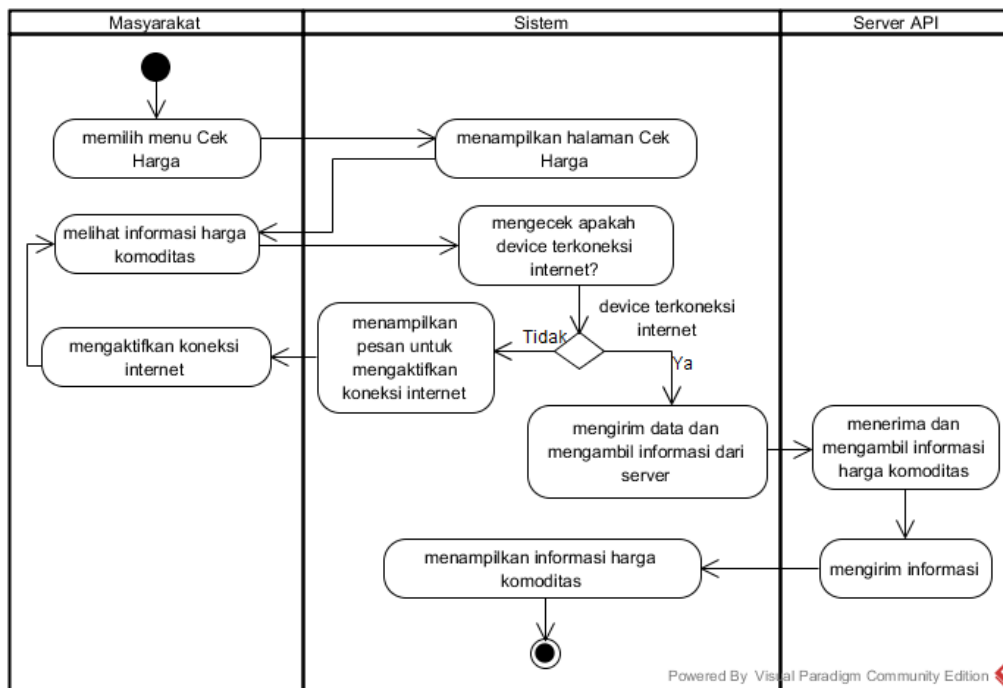 Masyarakat
Sistem
Server API
memilih menu Cek
Harga
menampilkan halaman Cek
Harga
melihat informasi harga
komoditas
mengecek apakah
device terkoneksi
internet?
device terkoneksi
internet
Tidak
Ya
menampilkan
pesan untuk
mengaktifkan
koneksi internet
mengaktifkan koneksi
internet
mengirim data dan
mengambil informasi dari
server
menerima dan
mengambil informasi
harga komoditas
menampilkan informasi harga
komoditas
mengirim informasi
Powered By Visual Paradigm Community Edition